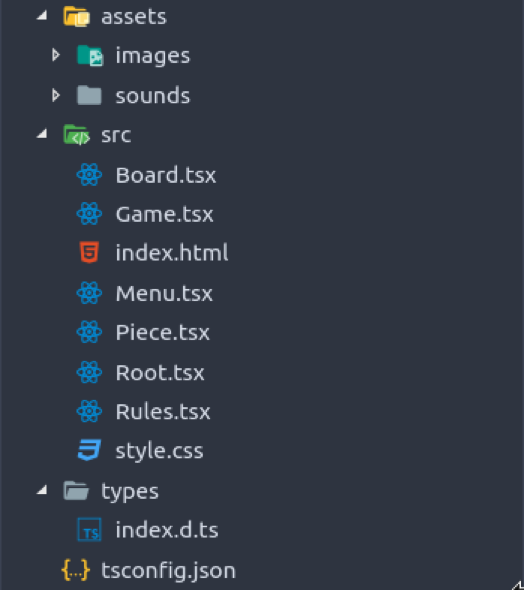 assets
images
sounds
src
Board.tsx
Game.tsx
index.html
Menu.tsx
Piece.tsx
Root.tsx
Rules.tsx
style.css
types
index.d.ts
tsconfig.json